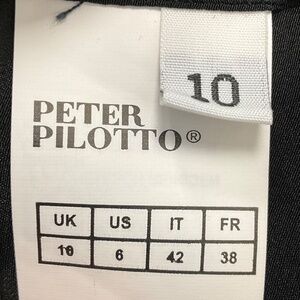 10
PETER
PILOTTO®
UK US IT FR
10 6 42 38